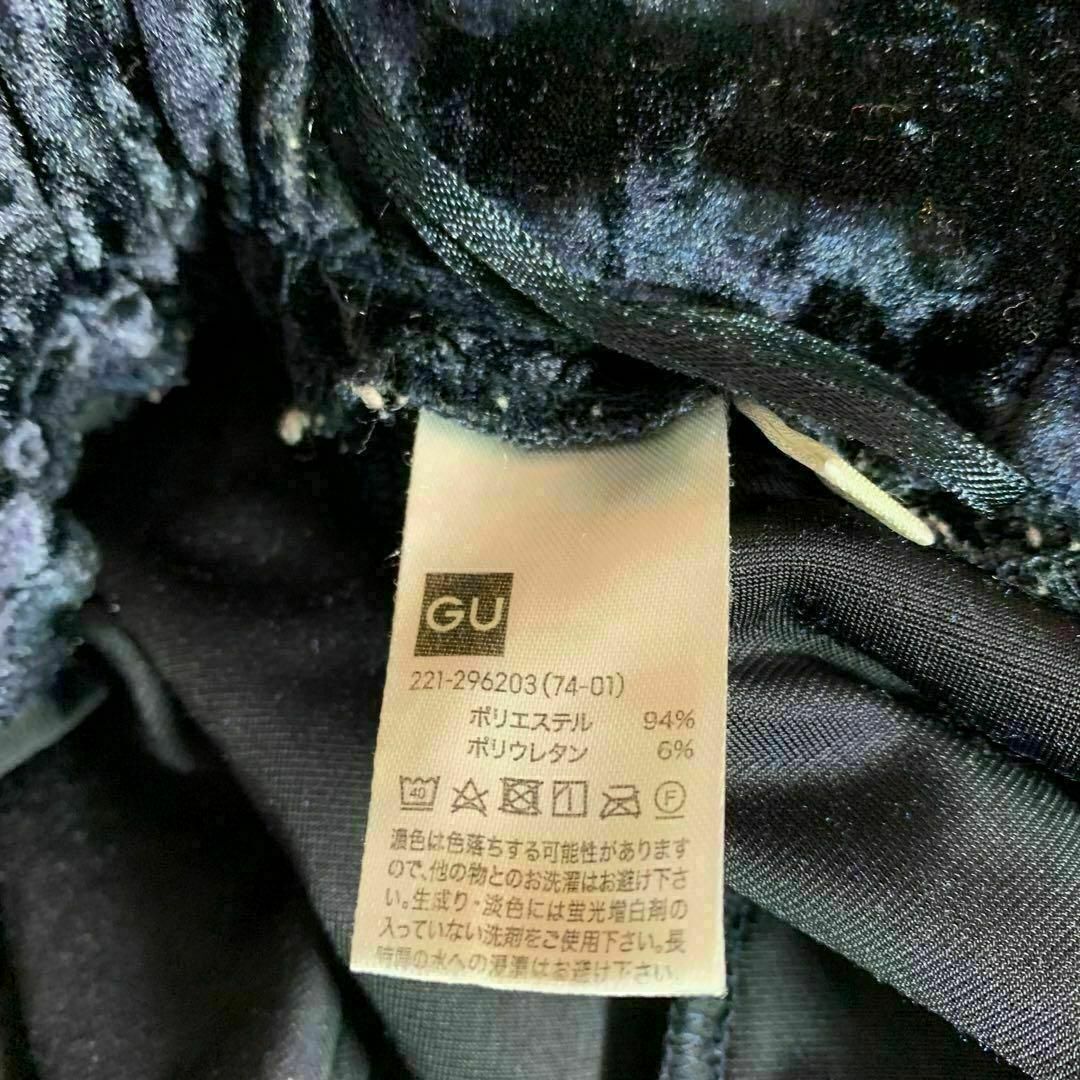 GU
221-296203(74-01)
ポリエステル 94%
ポリウレタン 6%
40 F
濃色は色落ちする可能性があります
ので、他の物とのお洗濯はお避け下さ
い。生成り・淡色には蛍光増白剤の
入っていない洗剤をご使用下さい。長
時間の水への浸漬はお避け下さい。